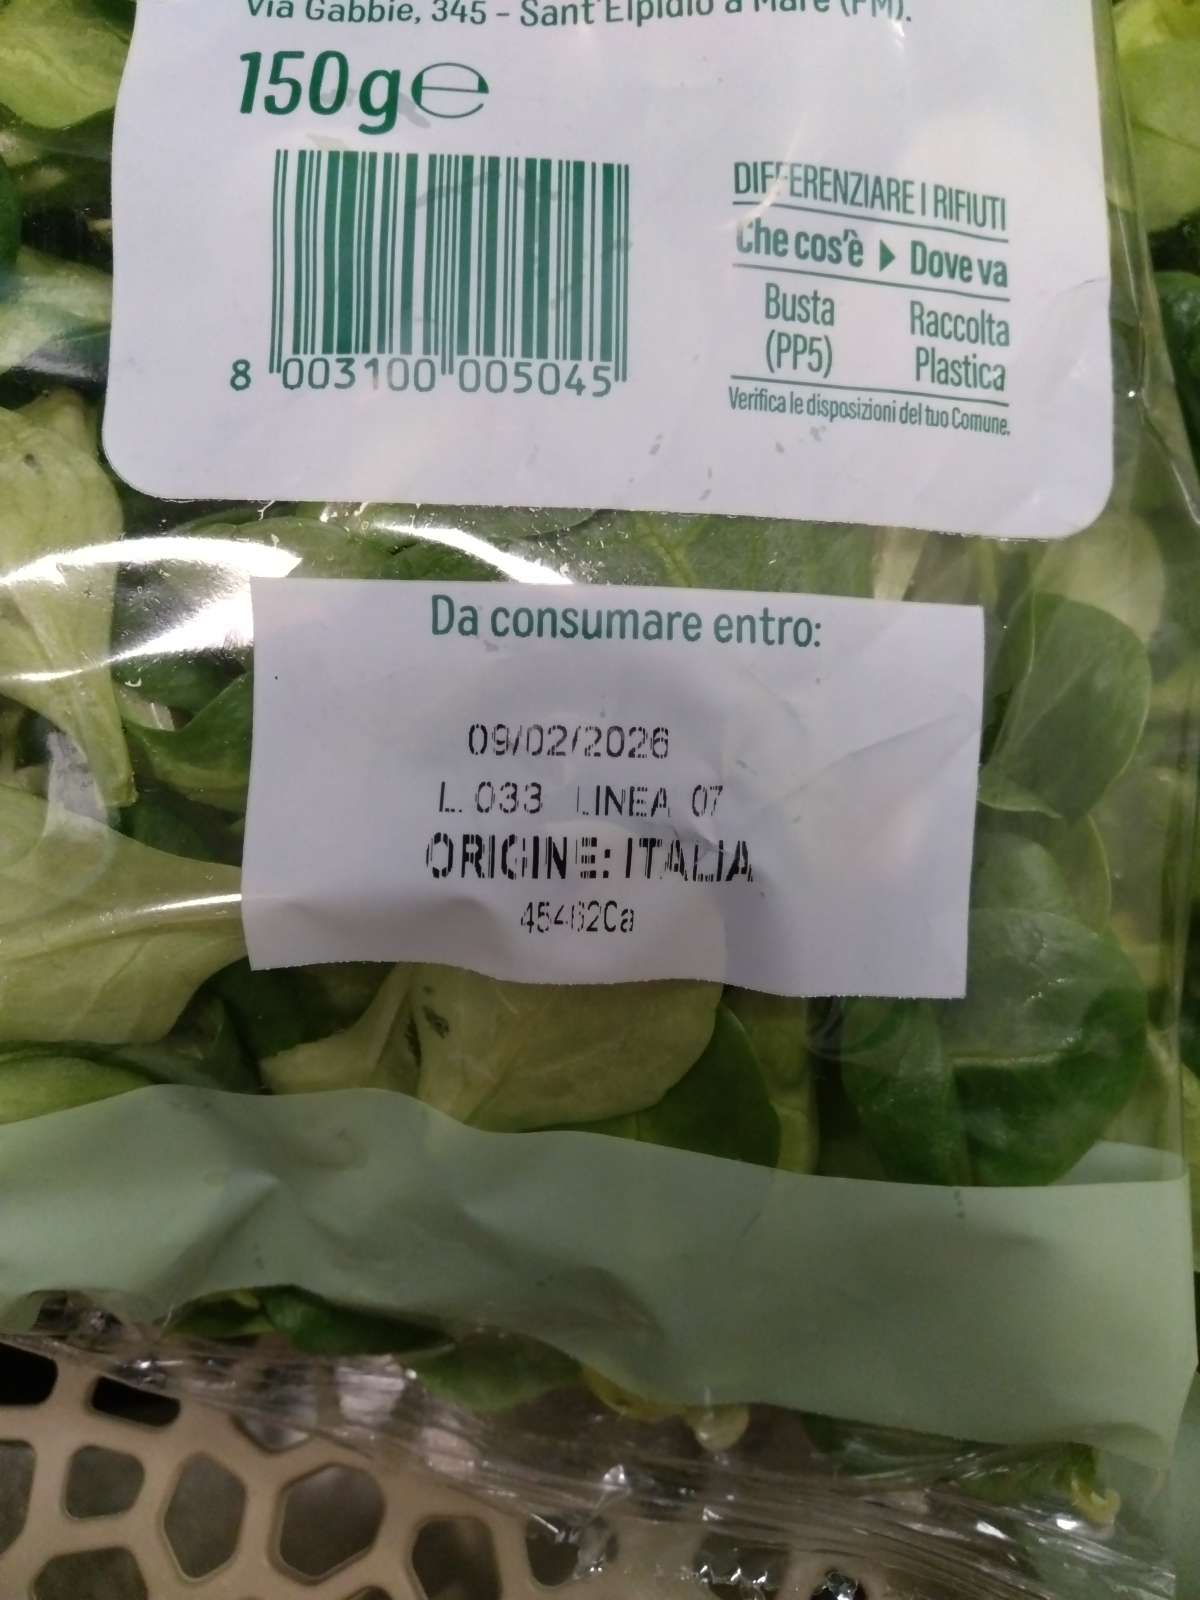 Via Gabbie, 345 - Sant'Elpidio a Mare (FM).
150g℮
DIFFERENZIARE I RIFIUTI
Che cos'è ▶ Dove va
Busta Raccolta
(PP5) Plastica
Verifica le disposizioni del tuo Comune.
8 003100 005045
Da consumare entro:
09/02/2026
L. 033 LINEA 07
ORIGINE: ITALIA
45462Ca